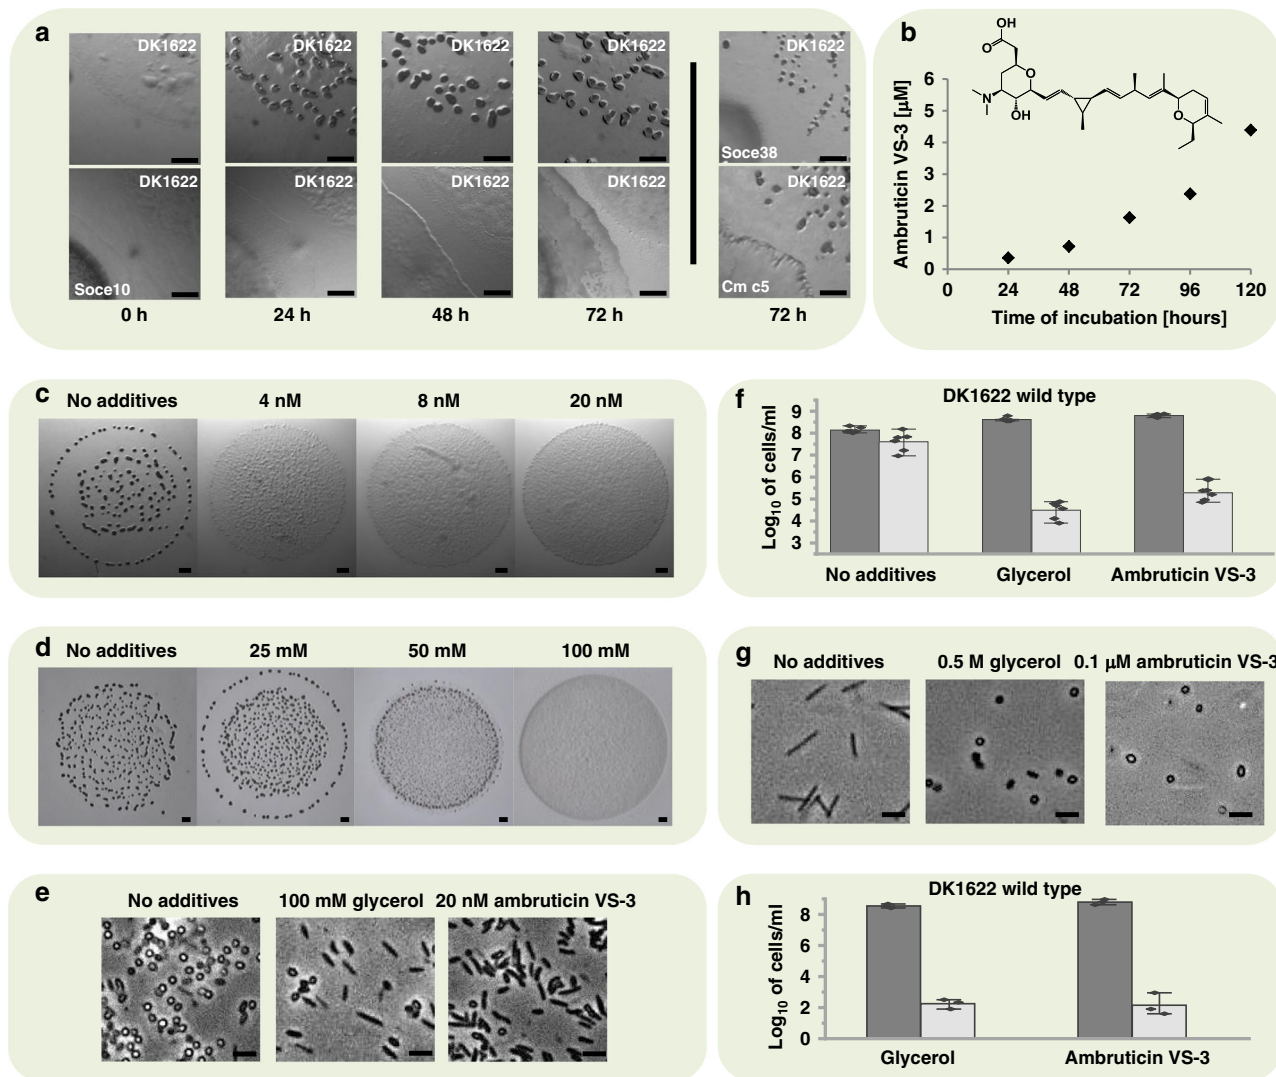 a
DK1622 DK1622 DK1622 DK1622 DK1622
Soce38
DK1622 DK1622 DK1622 DK1622 DK1622
Soce10
Cm c5
0 h 24 h 48 h 72 h 72 h
b
Ambruticin VS-3 [µM]
6
5
4
3
2
1
0
0 24 48 72 96 120
Time of incubation [hours]
OH
O
O
N
OH
O
c
No additives 4 nM 8 nM 20 nM
d
No additives 25 mM 50 mM 100 mM
e
No additives 100 mM glycerol 20 nM ambruticin VS-3
f
DK1622 wild type
Log10 of cells/ml
9
8
7
6
5
4
3
No additives Glycerol Ambruticin VS-3
g
No additives 0.5 M glycerol 0.1 µM ambruticin VS-3
h
DK1622 wild type
Log10 of cells/ml
8
6
4
2
0
Glycerol Ambruticin VS-3